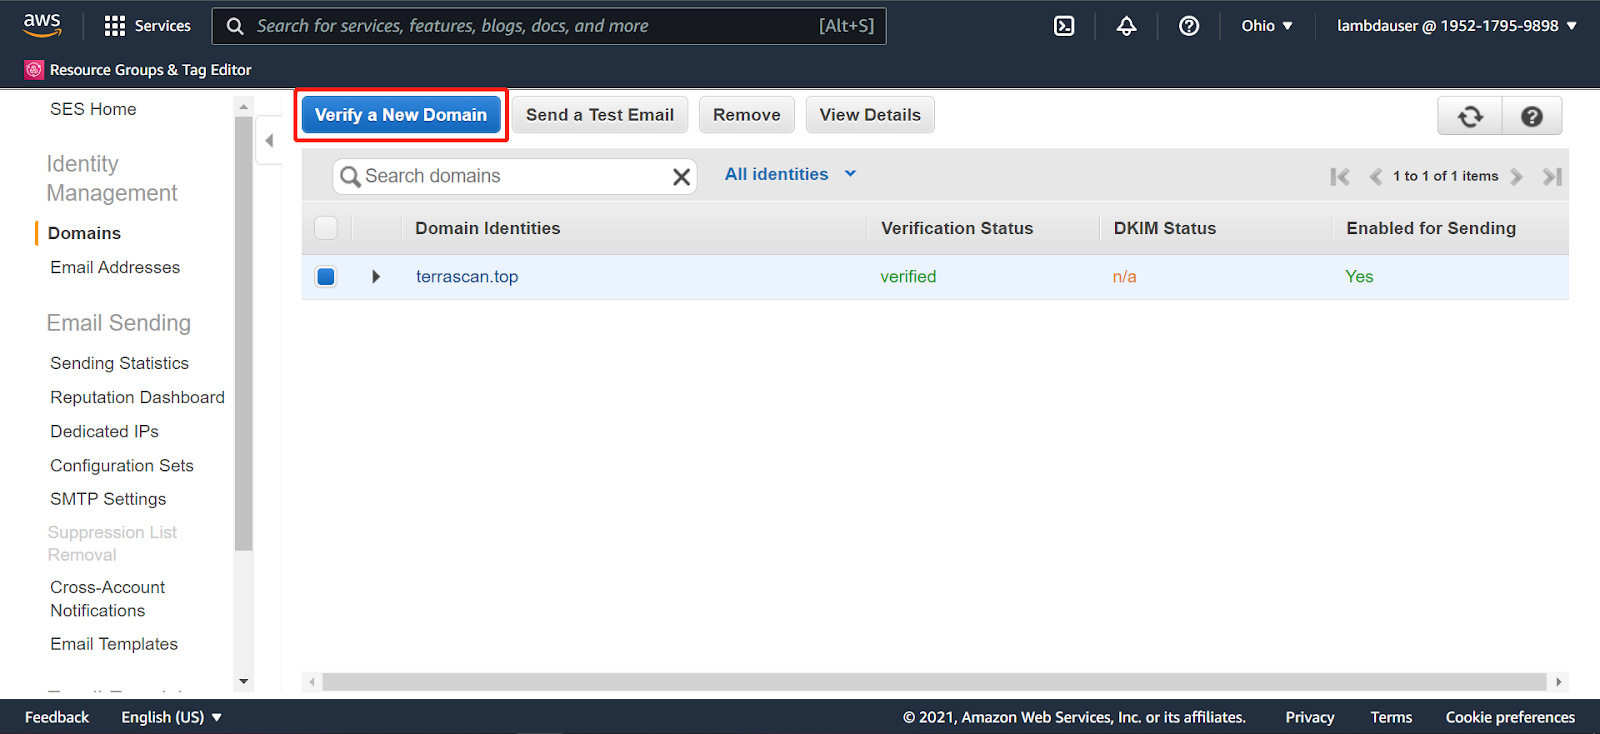 aws
Services
Search for services, features, blogs, docs, and more
[Alt+S]
Ohio
lambdauser @ 1952-1795-9898
Resource Groups & Tag Editor
SES Home
Identity
Management
Domains
Email Addresses
Email Sending
Sending Statistics
Reputation Dashboard
Dedicated IPs
Configuration Sets
SMTP Settings
Suppression List
Removal
Cross-Account
Notifications
Email Templates
Verify a New Domain
Send a Test Email
Remove
View Details
Search domains
All identities
1 to 1 of 1 items
Domain Identities
Verification Status
DKIM Status
Enabled for Sending
terrascan.top
verified
n/a
Yes
Feedback
English (US)
© 2021, Amazon Web Services, Inc. or its affiliates.
Privacy
Terms
Cookie preferences